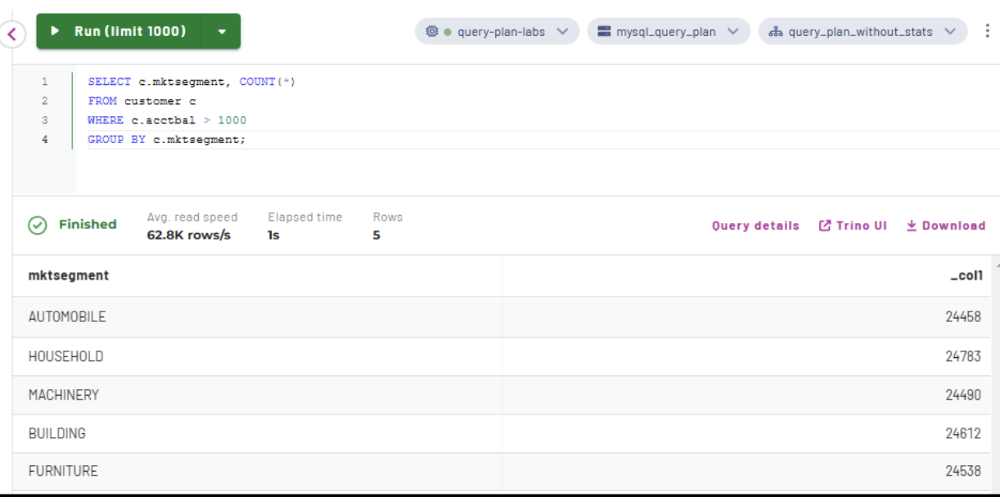 Run (limit 1000) query-plan-labs mysql_query_plan query_plan_without_stats
1 SELECT c.mktsegment, COUNT(*)
2 FROM customer c
3 WHERE c.acctbal > 1000
4 GROUP BY c.mktsegment;
Finished
Avg. read speed Elapsed time Rows
62.8K rows/s 1s 5
Query details Trino UI Download
mktsegment _col1
AUTOMOBILE 24458
HOUSEHOLD 24783
MACHINERY 24490
BUILDING 24612
FURNITURE 24538